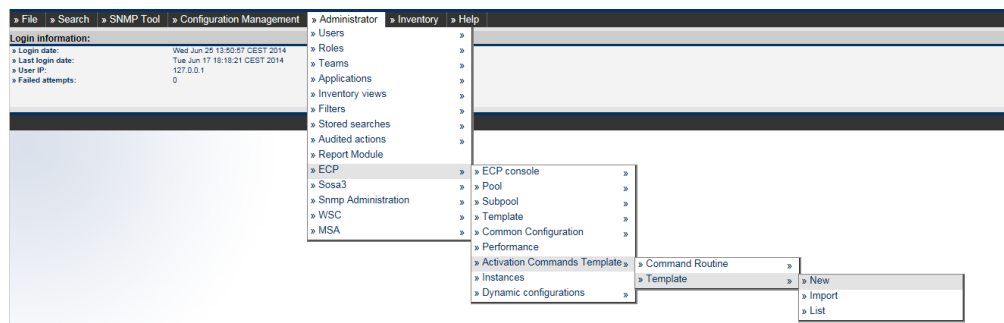 » File » Search » SNMP Tool » Configuration Management » Administrator » Inventory » Help
Login information:
» Login date: Wed Jun 25 13:50:57 CEST 2014
» Last login date: Tue Jun 17 18:18:21 CEST 2014
» User IP: 127.0.0.1
» Failed attempts: 0
» Users »
» Roles »
» Teams »
» Applications »
» Inventory views »
» Filters »
» Stored searches »
» Audited actions »
» Report Module
» ECP »
» Sosa3 »
» Snmp Administration »
» WSC »
» MSA »
» ECP console »
» Pool »
» Subpool »
» Template »
» Common Configuration »
» Performance
» Activation Commands Template »
» Instances
» Dynamic configurations »
» Command Routine »
» Template »
» New
» Import
» List